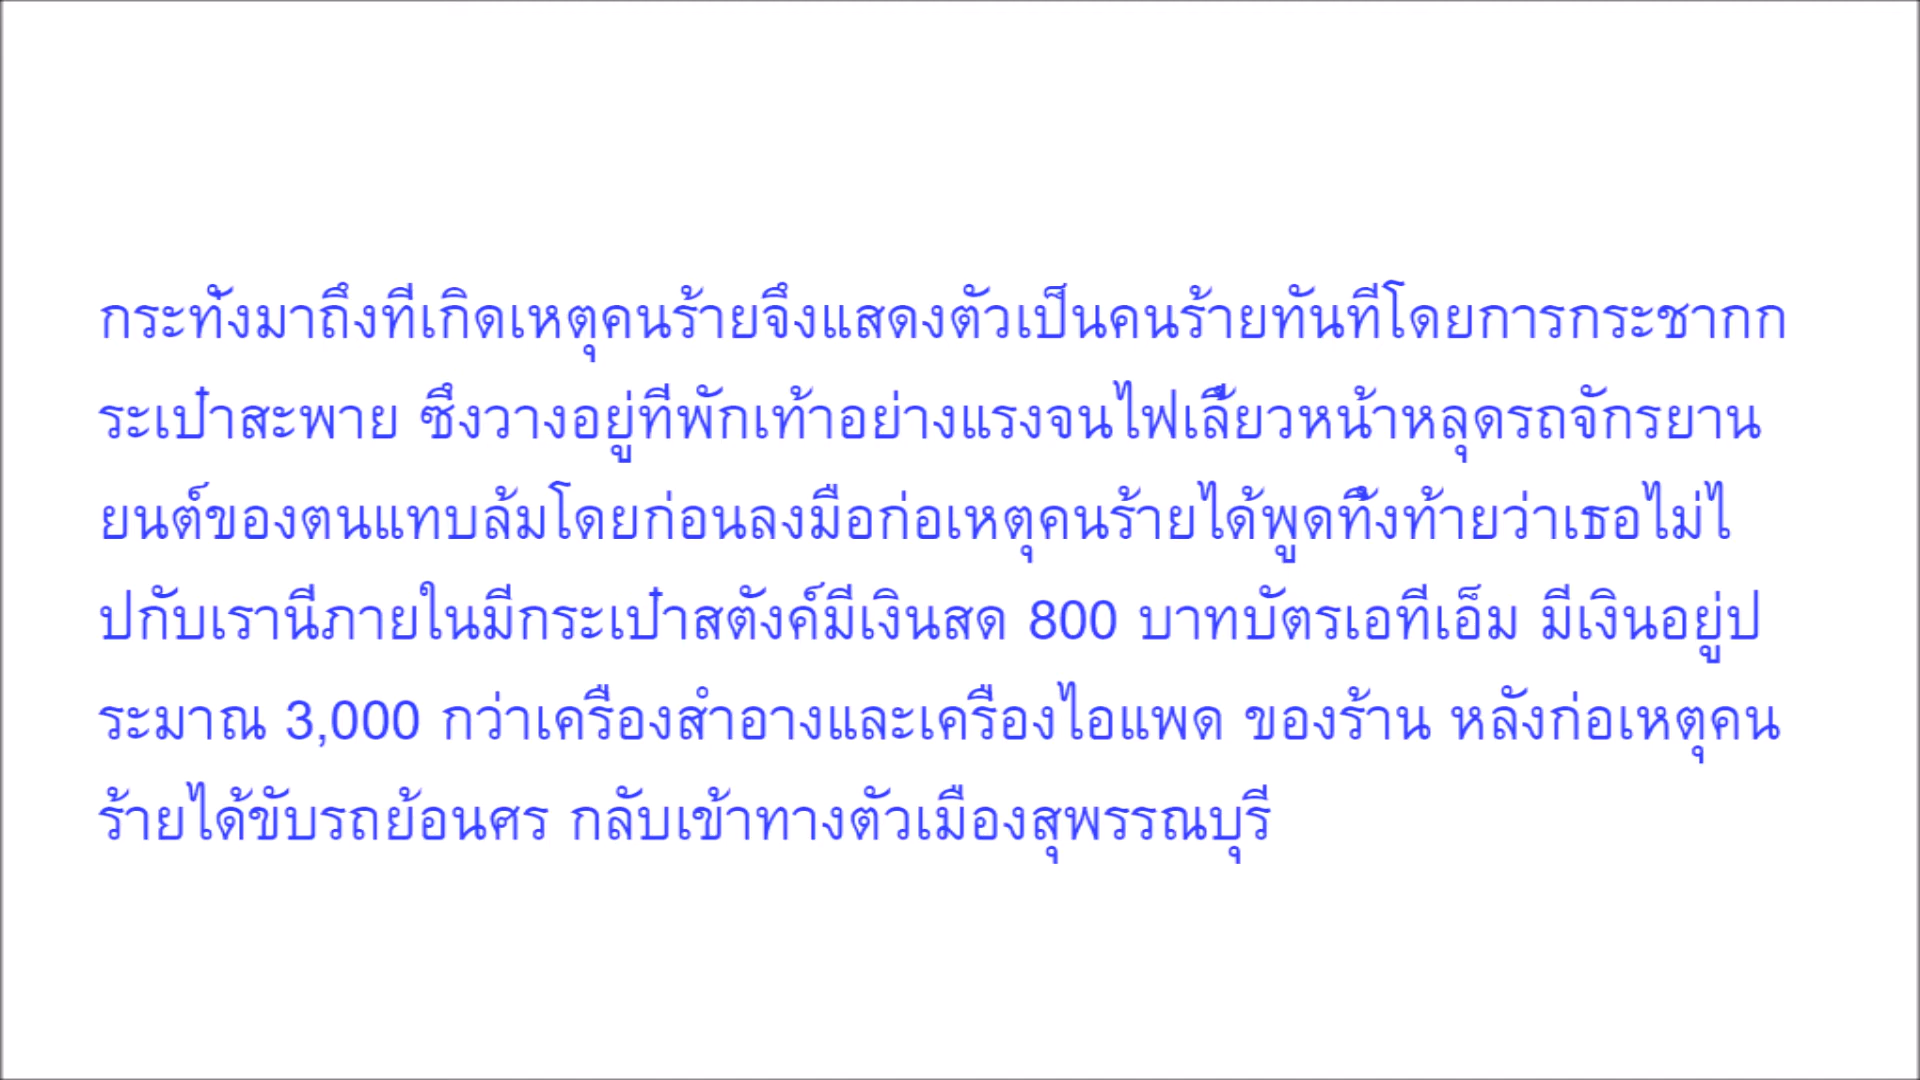 กระทั่งมาถึงที่เกิดเหตุคนร้ายจึงแสดงตัวเป็นคนร้ายทันทีโดยการกระชากก
ระเป๋าสะพาย ซึ่งวางอยู่ที่พักเท้าอย่างแรงจนไฟเลี้ยวหน้าหลุดรถจักรยาน
ยนต์ของตนแทบล้มโดยก่อนลงมือก่อเหตุคนร้ายได้พูดทิ้งท้ายว่าเธอไม่ไ
ปกับเรานี่ภายในมีกระเป๋าสตังค์มีเงินสด 800 บาทบัตรเอทีเอ็ม มีเงินอยู่ป
ระมาณ 3,000 กว่าเครื่องสำอางและเครื่องไอแพด ของร้าน หลังก่อเหตุคน
ร้ายได้ขับรถย้อนศร กลับเข้าทางตัวเมืองสุพรรณบุรี